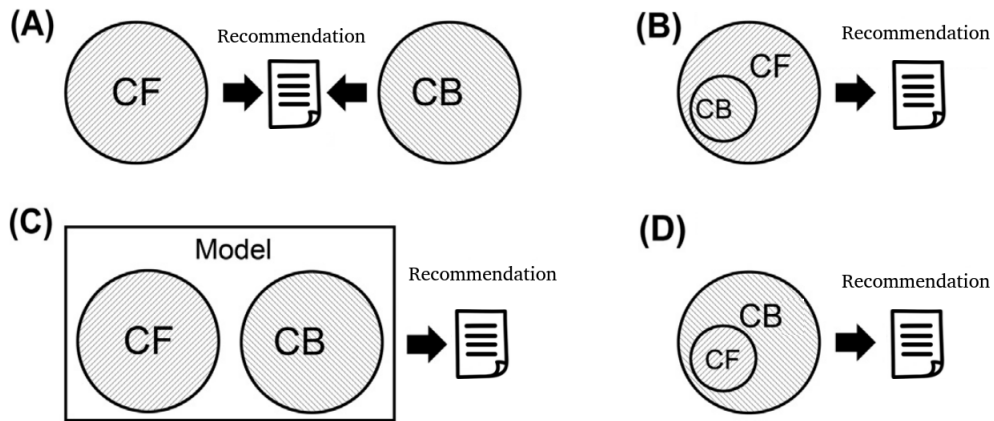 (A)
CF
Recommendation
CB
(B)
CF
CB
Recommendation
(C)
Model
CF
CB
Recommendation
(D)
CB
CF
Recommendation